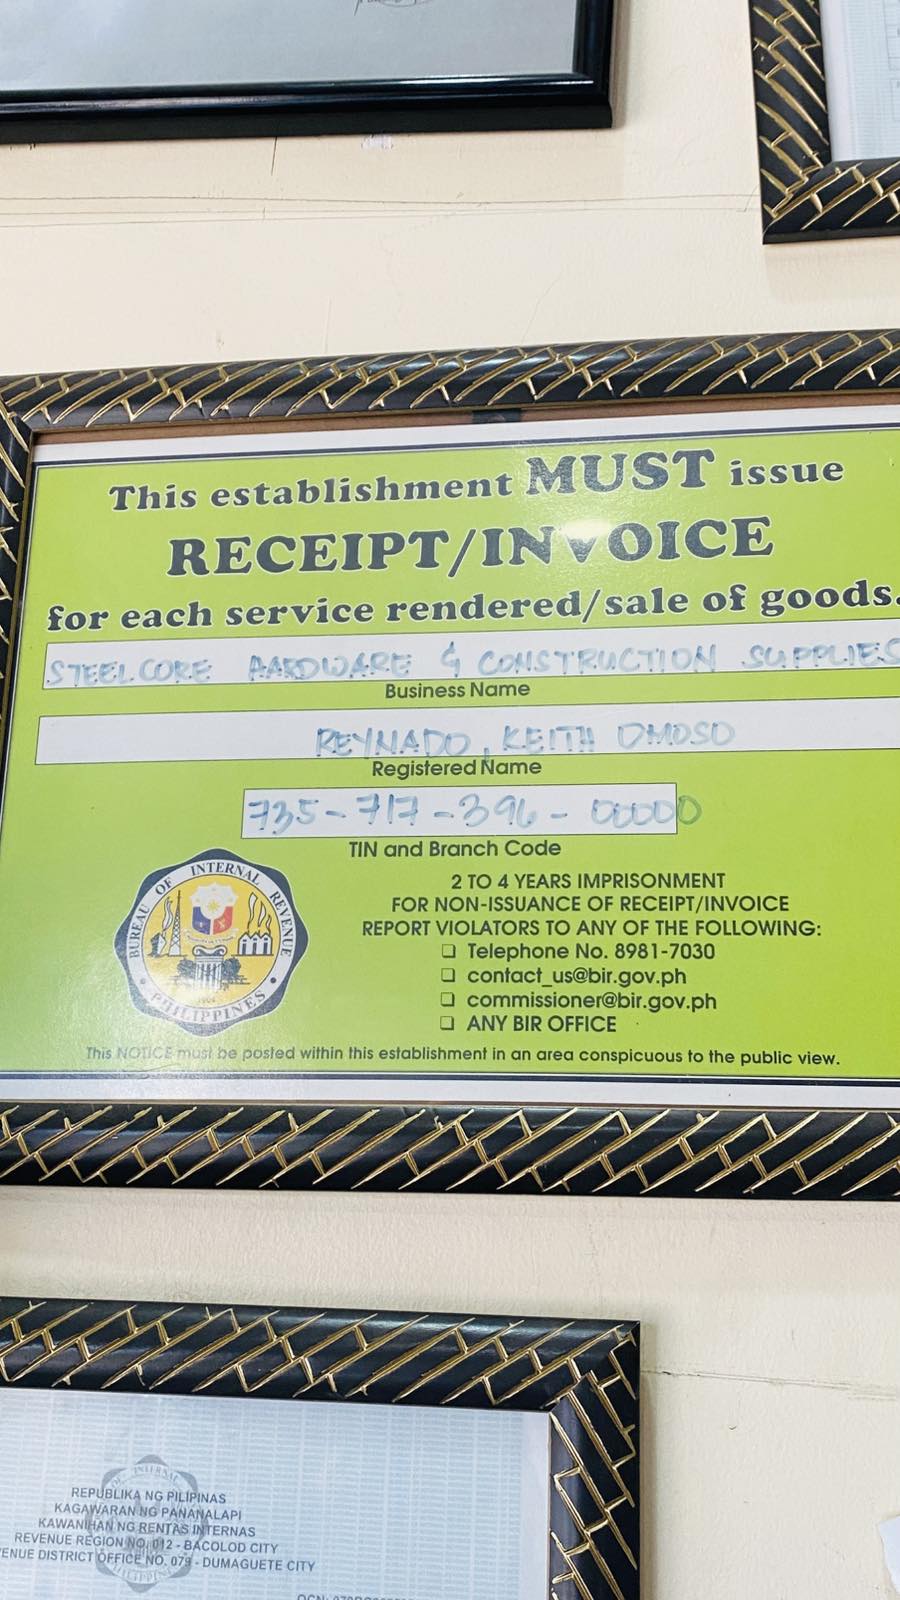 This establishment MUST issue
RECEIPT/INVOICE
for each service rendered/sale of goods.
STEELCORE HARDWARE & CONSTRUCTION SUPPLIES
Business Name
REYNADO, KEITH OMOSO
Registered Name
735-717-396-00000
TIN and Branch Code
BUREAU OF INTERNAL REVENUE
PHILIPPINES
2 TO 4 YEARS IMPRISONMENT
FOR NON-ISSUANCE OF RECEIPT/INVOICE
REPORT VIOLATORS TO ANY OF THE FOLLOWING:
❑ Telephone No. 8981-7030
❑ contact_us@bir.gov.ph
❑ commissioner@bir.gov.ph
❑ ANY BIR OFFICE
This NOTICE must be posted within this establishment in an area conspicuous to the public view.
REPUBLIKA NG PILIPINAS
KAGAWARAN NG PANANALAPI
KAWANIHAN NG RENTAS INTERNAS
REVENUE REGION NO. 012 - BACOLOD CITY
ENUE DISTRICT OFFICE NO. 079 - DUMAGUETE CITY